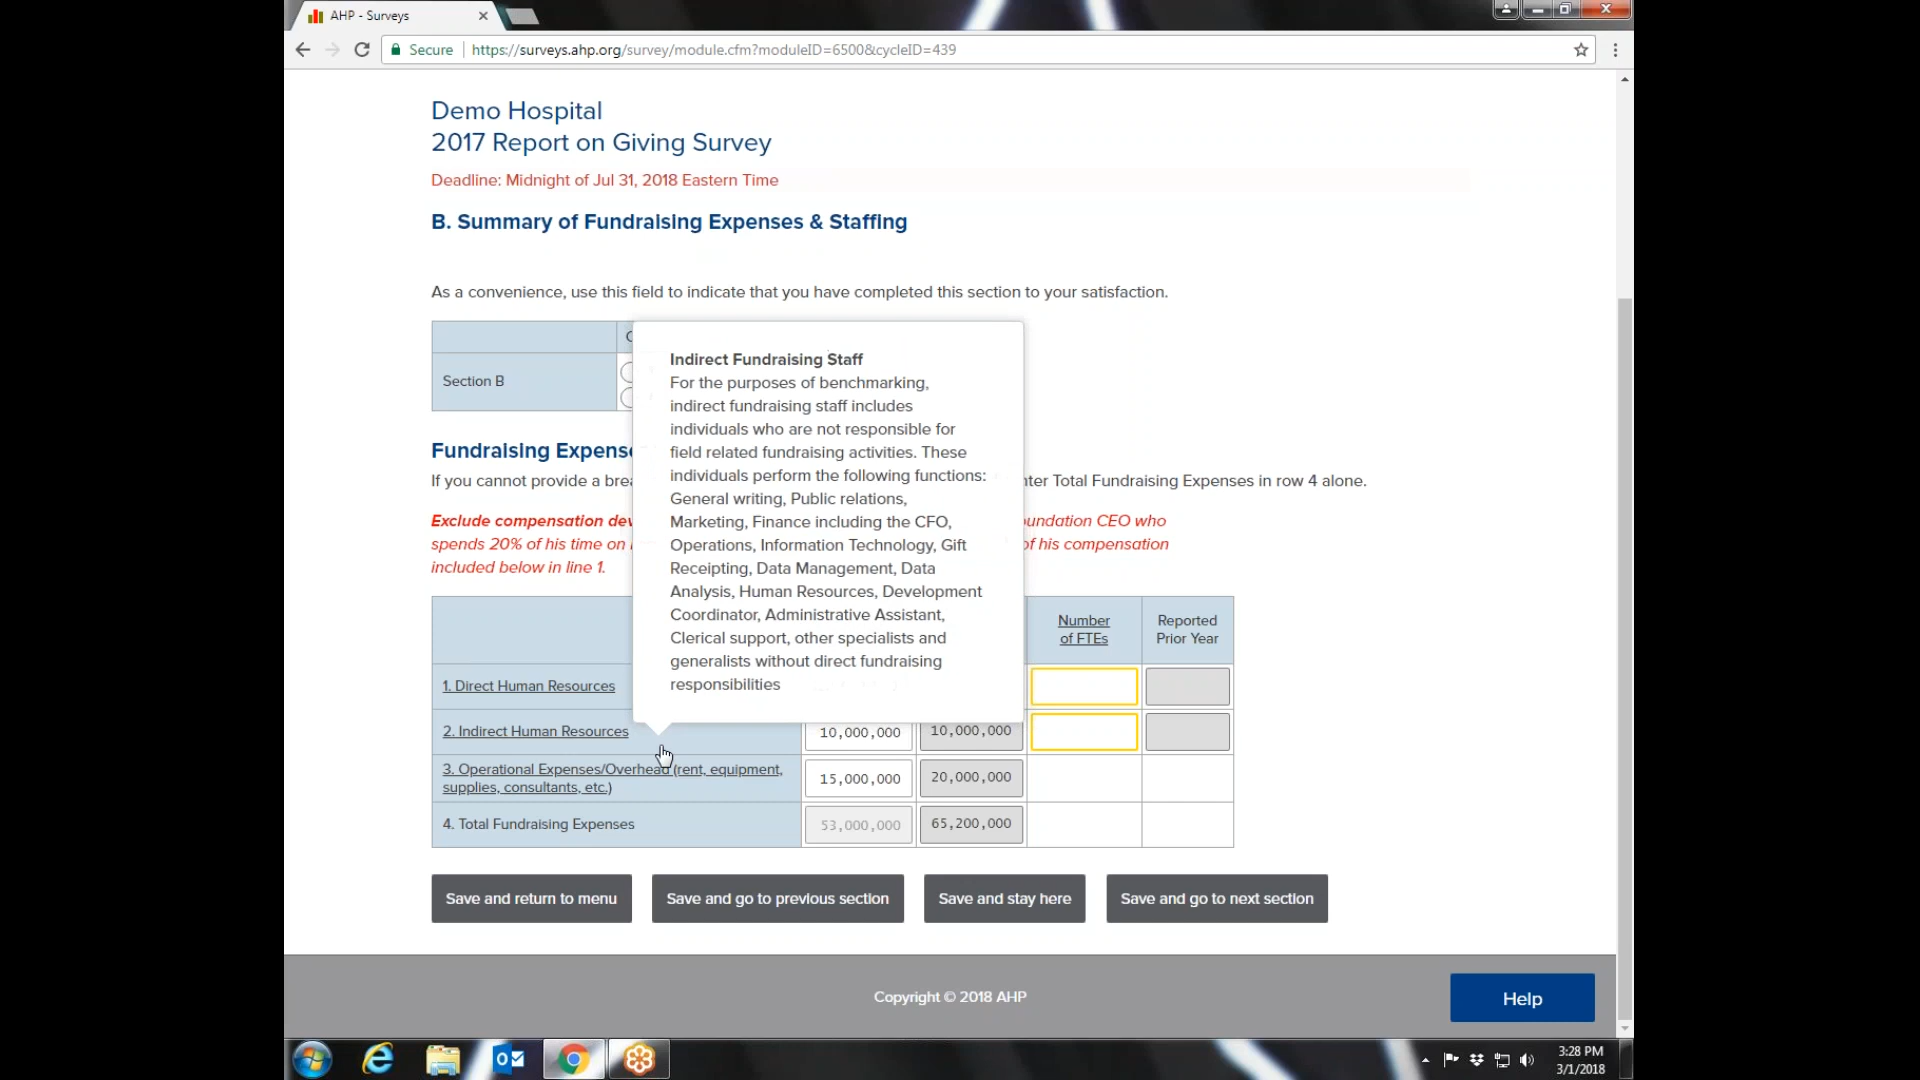 AHP - Surveys
Secure https://surveys.ahp.org/survey/module.cfm?moduleID=6500&cycleID=439
Demo Hospital
2017 Report on Giving Survey
Deadline: Midnight of Jul 31, 2018 Eastern Time
B. Summary of Fundraising Expenses & Staffing
As a convenience, use this field to indicate that you have completed this section to your satisfaction.
Section B
Indirect Fundraising Staff
For the purposes of benchmarking,
indirect fundraising staff includes
individuals who are not responsible for
field related fundraising activities. These
individuals perform the following functions:
General writing, Public relations,
Marketing, Finance including the CFO,
Operations, Information Technology, Gift
Receipting, Data Management, Data
Analysis, Human Resources, Development
Coordinator, Administrative Assistant,
Clerical support, other specialists and
generalists without direct fundraising
responsibilities
Fundraising Expens
If you cannot provide a brea nter Total Fundraising Expenses in row 4 alone.
Exclude compensation dev oundation CEO who
spends 20% of his time on of his compensation
included below in line 1.
Number
of FTEs
Reported
Prior Year
1. Direct Human Resources
2. Indirect Human Resources 10,000,000 10,000,000
3. Operational Expenses/Overhead (rent, equipment,
supplies, consultants, etc.) 15,000,000 20,000,000
4. Total Fundraising Expenses 53,000,000 65,200,000
Save and return to menu Save and go to previous section Save and stay here Save and go to next section
Copyright © 2018 AHP
Help
3:28 PM
3/1/2018